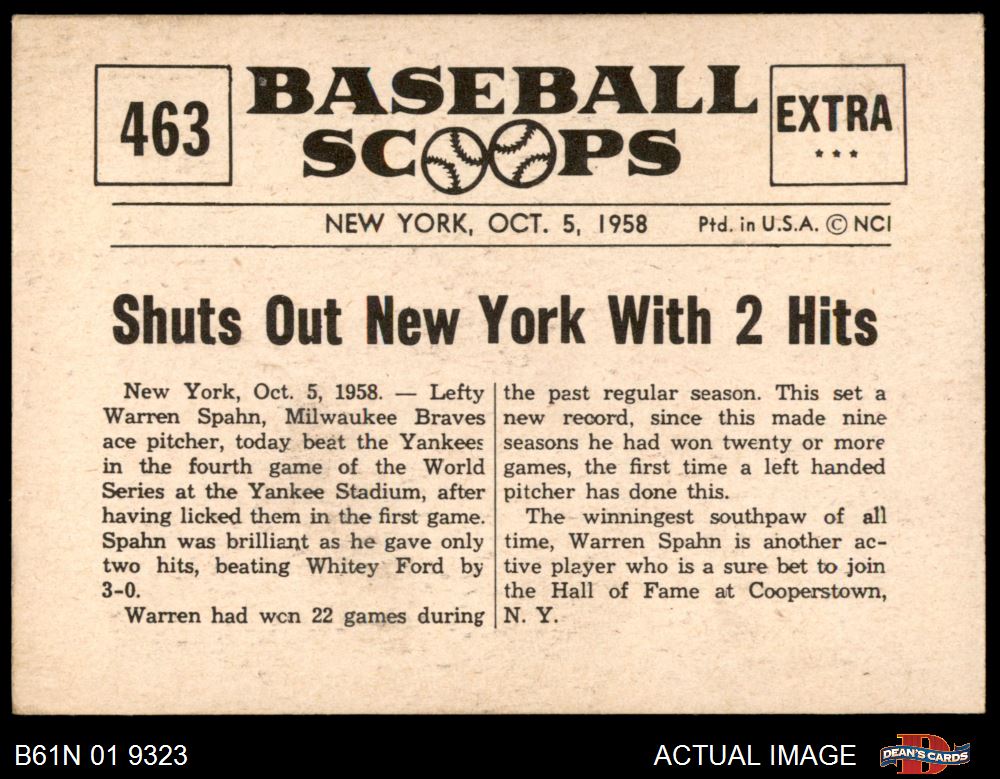 463
BASEBALL
SCOOPS
EXTRA
NEW YORK, OCT. 5, 1958
Ptd. in U.S.A. © NCI
Shuts Out New York With 2 Hits
New York, Oct. 5, 1958. — Lefty
Warren Spahn, Milwaukee Braves
ace pitcher, today beat the Yankees
in the fourth game of the World
Series at the Yankee Stadium, after
having licked them in the first game.
Spahn was brilliant as he gave only
two hits, beating Whitey Ford by
3-0.
Warren had won 22 games during
the past regular season. This set a
new record, since this made nine
seasons he had won twenty or more
games, the first time a left handed
pitcher has done this.
The winningest southpaw of all
time, Warren Spahn is another ac-
tive player who is a sure bet to join
the Hall of Fame at Cooperstown,
N. Y.
B61N 01 9323
ACTUAL IMAGE
DEAN'S CARDS